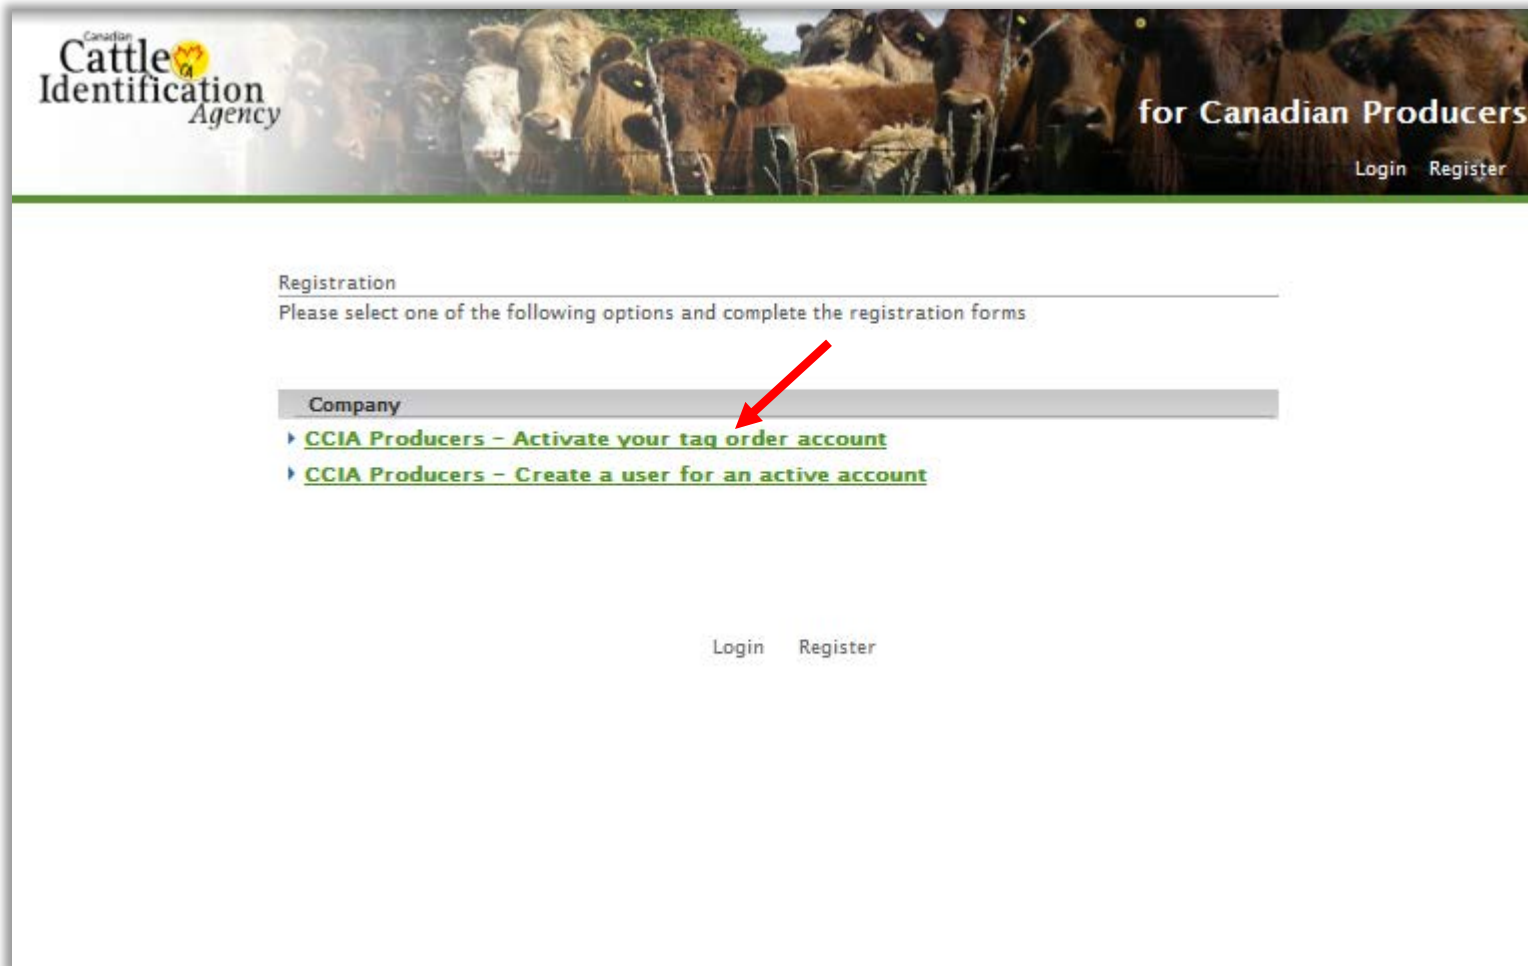 Canadian
Cattle
Identification
Agency
for Canadian Producers
Login Register
Registration
Please select one of the following options and complete the registration forms
Company
CCIA Producers - Activate your tag order account
CCIA Producers - Create a user for an active account
Login Register